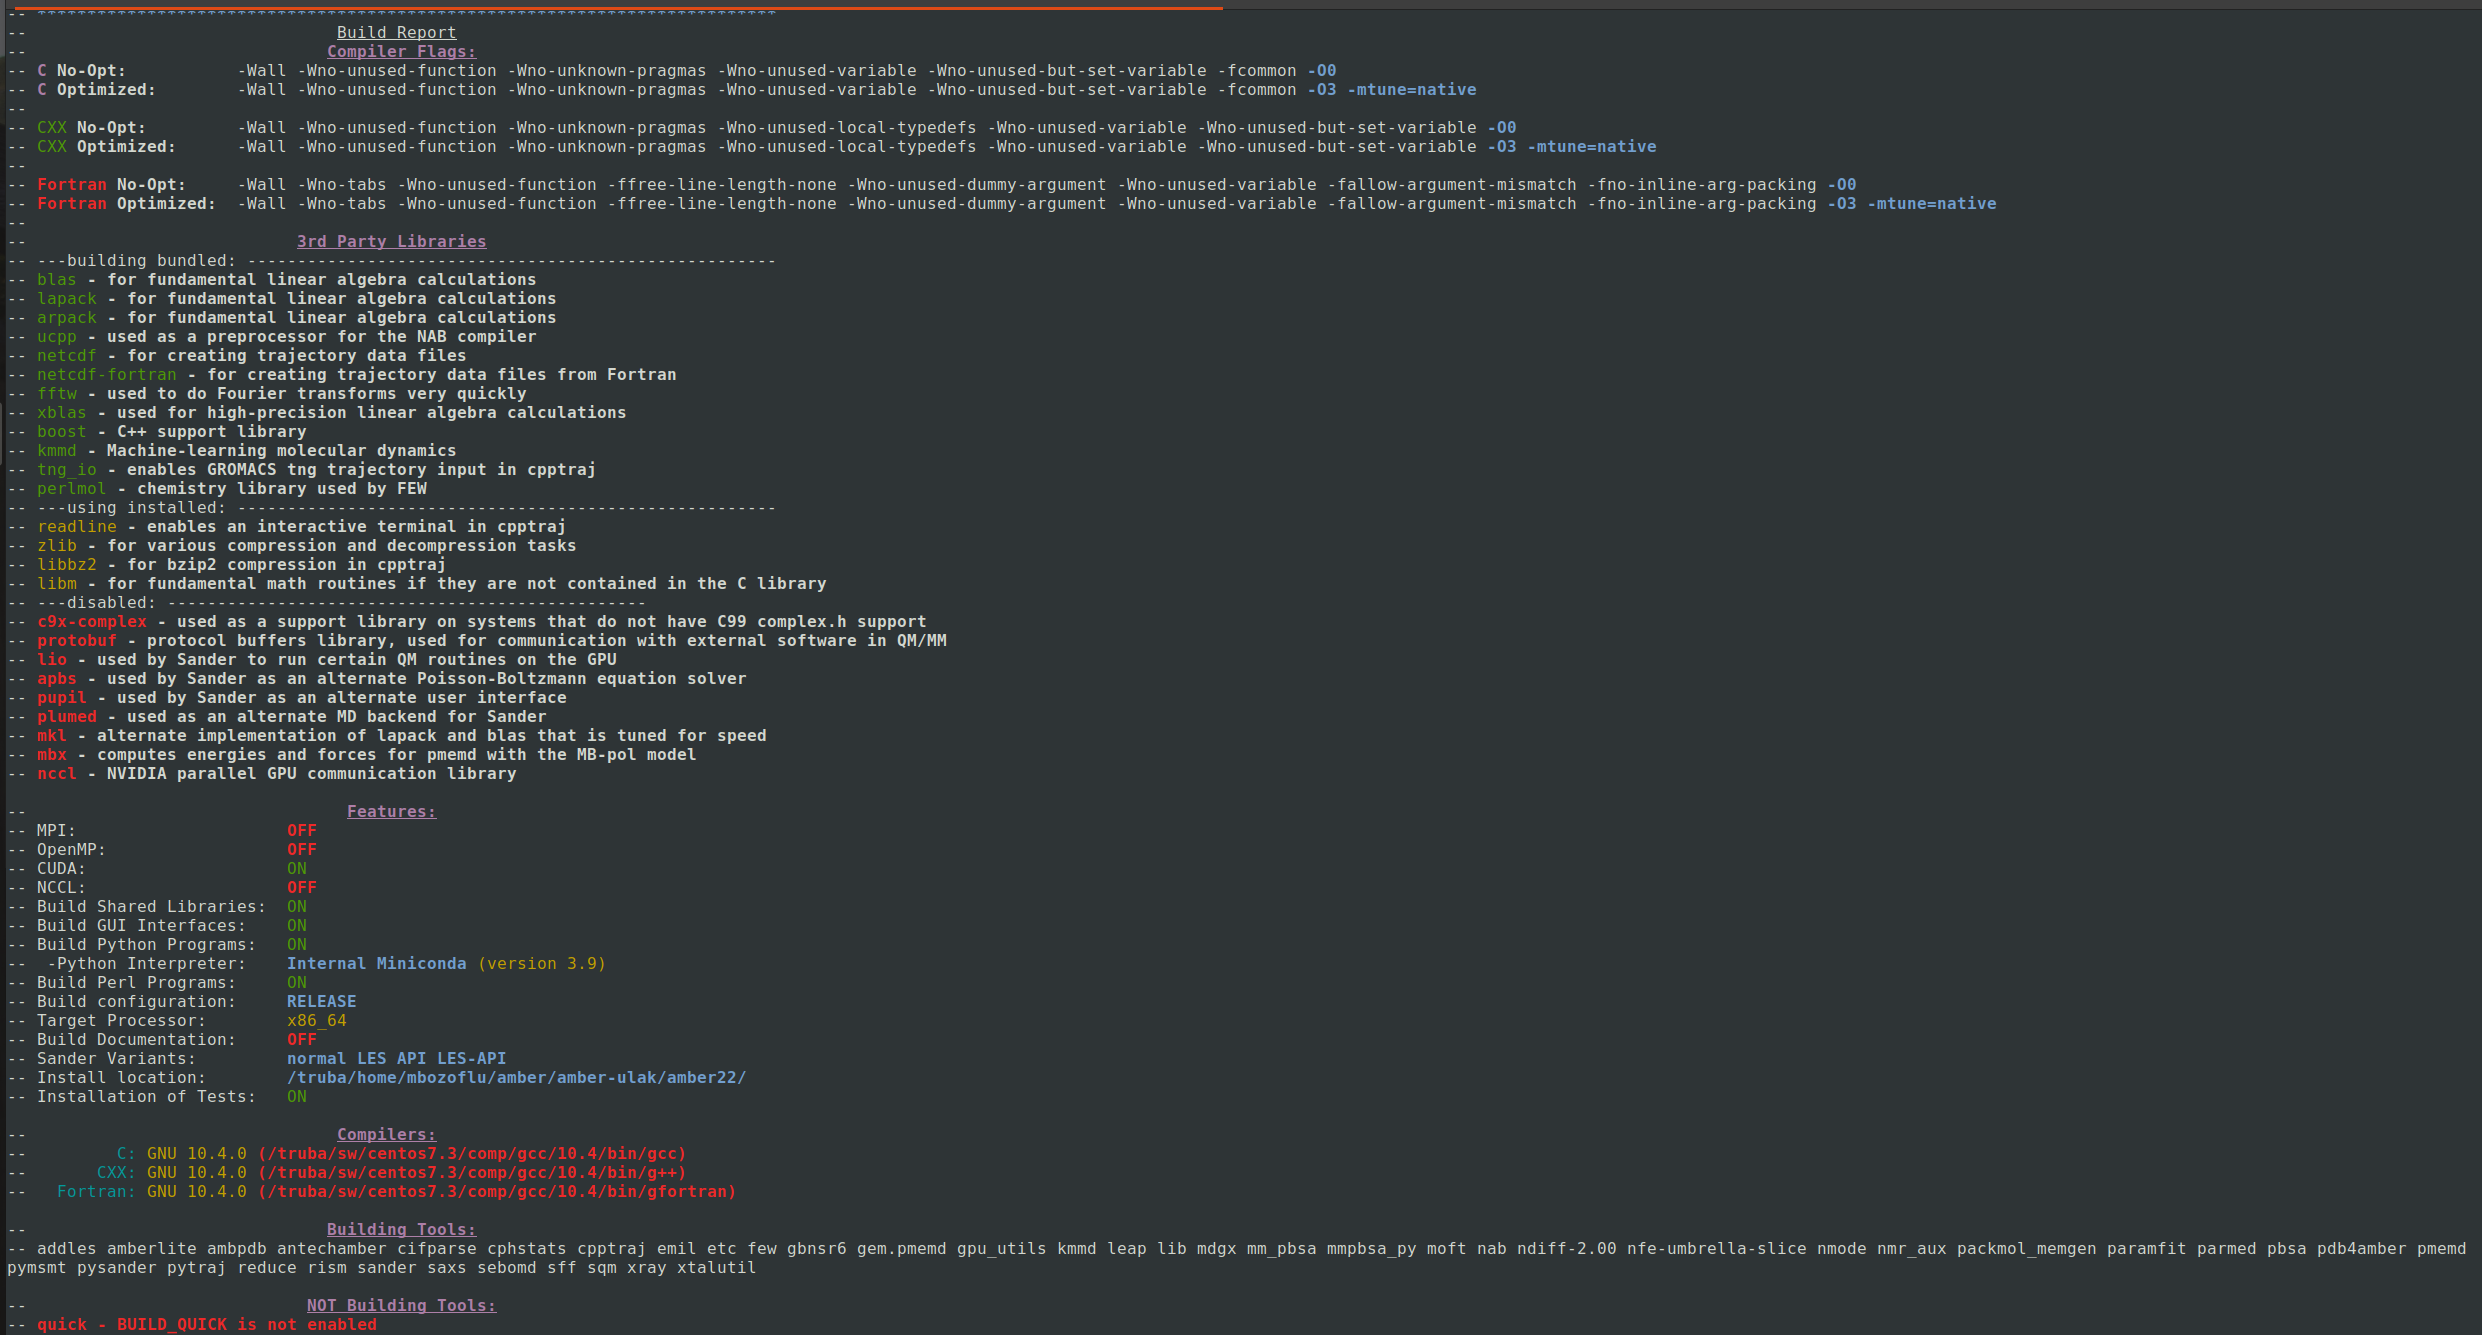 -- **************************************************************************
-- Build Report
-- Compiler Flags:
-- C No-Opt: -Wall -Wno-unused-function -Wno-unknown-pragmas -Wno-unused-variable -Wno-unused-but-set-variable -fcommon -O0
-- C Optimized: -Wall -Wno-unused-function -Wno-unknown-pragmas -Wno-unused-variable -Wno-unused-but-set-variable -fcommon -O3 -mtune=native
--
-- CXX No-Opt: -Wall -Wno-unused-function -Wno-unknown-pragmas -Wno-unused-local-typedefs -Wno-unused-variable -Wno-unused-but-set-variable -O0
-- CXX Optimized: -Wall -Wno-unused-function -Wno-unknown-pragmas -Wno-unused-local-typedefs -Wno-unused-variable -Wno-unused-but-set-variable -O3 -mtune=native
--
-- Fortran No-Opt: -Wall -Wno-tabs -Wno-unused-function -ffree-line-length-none -Wno-unused-dummy-argument -Wno-unused-variable -fallow-argument-mismatch -fno-inline-arg-packing -O0
-- Fortran Optimized: -Wall -Wno-tabs -Wno-unused-function -ffree-line-length-none -Wno-unused-dummy-argument -Wno-unused-variable -fallow-argument-mismatch -fno-inline-arg-packing -O3 -mtune=native
--
-- 3rd Party Libraries
-- ---building bundled: -----------------------------------------------------
-- blas - for fundamental linear algebra calculations
-- lapack - for fundamental linear algebra calculations
-- arpack - for fundamental linear algebra calculations
-- ucpp - used as a preprocessor for the NAB compiler
-- netcdf - for creating trajectory data files
-- netcdf-fortran - for creating trajectory data files from Fortran
-- fftw - used to do Fourier transforms very quickly
-- xblas - used for high-precision linear algebra calculations
-- boost - C++ support library
-- kmmd - Machine-learning molecular dynamics
-- tng_io - enables GROMACS tng trajectory input in cpptraj
-- perlmol - chemistry library used by FEW
-- ---using installed: ------------------------------------------------------
-- readline - enables an interactive terminal in cpptraj
-- zlib - for various compression and decompression tasks
-- libbz2 - for bzip2 compression in cpptraj
-- libm - for fundamental math routines if they are not contained in the C library
-- ---disabled: ------------------------------------------------
-- c9x-complex - used as a support library on systems that do not have C99 complex.h support
-- protobuf - protocol buffers library, used for communication with external software in QM/MM
-- lio - used by Sander to run certain QM routines on the GPU
-- apbs - used by Sander as an alternate Poisson-Boltzmann equation solver
-- pupil - used by Sander as an alternate user interface
-- plumed - used as an alternate MD backend for Sander
-- mkl - alternate implementation of lapack and blas that is tuned for speed
-- mbx - computes energies and forces for pmemd with the MB-pol model
-- nccl - NVIDIA parallel GPU communication library
-- Features:
-- MPI: OFF
-- OpenMP: OFF
-- CUDA: ON
-- NCCL: OFF
-- Build Shared Libraries: ON
-- Build GUI Interfaces: ON
-- Build Python Programs: ON
-- -Python Interpreter: Internal Miniconda (version 3.9)
-- Build Perl Programs: ON
-- Build configuration: RELEASE
-- Target Processor: x86_64
-- Build Documentation: OFF
-- Sander Variants: normal LES API LES-API
-- Install location: /truba/home/mbozoflu/amber/amber-ulak/amber22/
-- Installation of Tests: ON
-- Compilers:
-- C: GNU 10.4.0 (/truba/sw/centos7.3/comp/gcc/10.4/bin/gcc)
-- CXX: GNU 10.4.0 (/truba/sw/centos7.3/comp/gcc/10.4/bin/g++)
-- Fortran: GNU 10.4.0 (/truba/sw/centos7.3/comp/gcc/10.4/bin/gfortran)
-- Building Tools:
-- addles amberlite ambpdb antechamber cifparse cphstats cpptraj emil etc few gbnsr6 gem.pmemd gpu_utils kmmd leap lib mdgx mm_pbsa mmpbsa_py moft nab ndiff-2.00 nfe-umbrella-slice nmode nmr_aux packmol_memgen paramfit parmed pbsa pdb4amber pmemd
pymsmt pysander pytraj reduce rism sander saxs sebomd sff sqm xray xtalutil
-- NOT Building Tools:
-- quick - BUILD_QUICK is not enabled